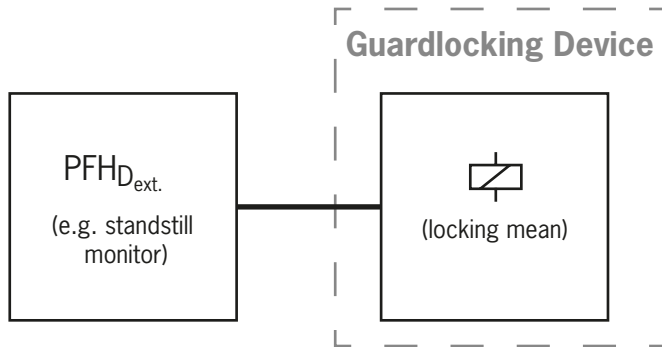 Guardlocking Device
PFHDext.
(e.g. standstill
monitor)
(locking mean)